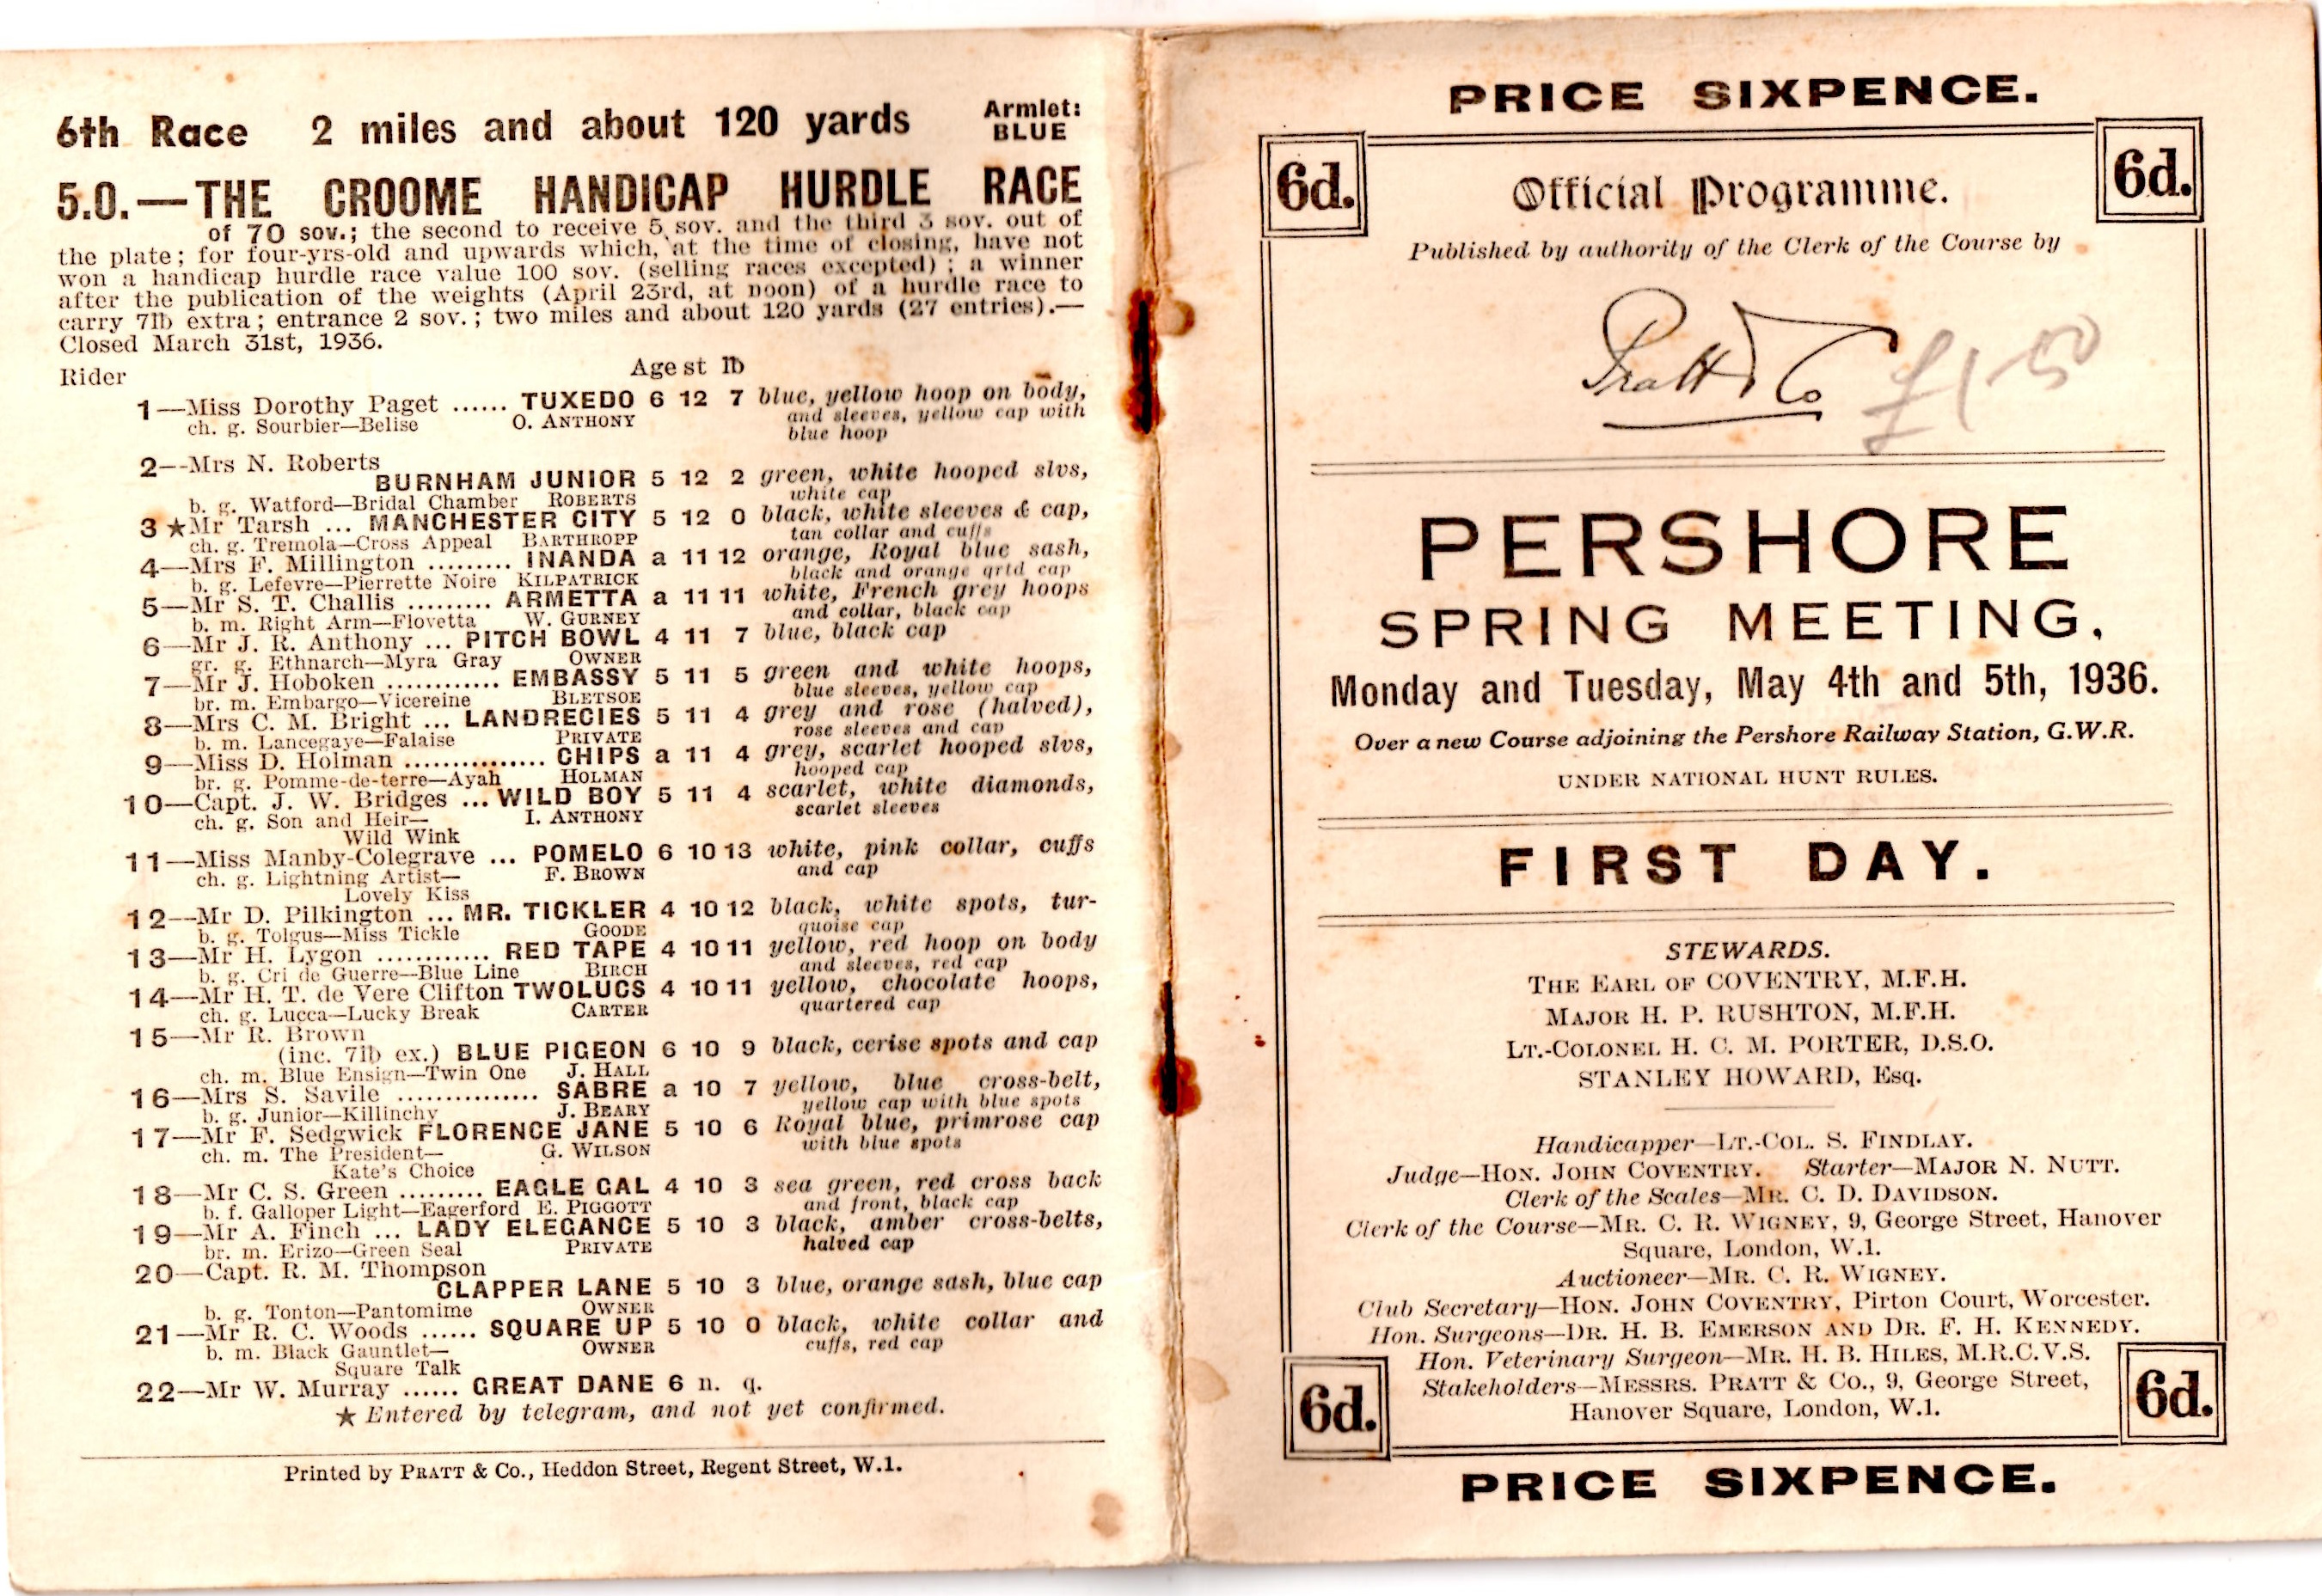 6th Race 2 miles and about 120 yards Armlet: BLUE
5.0.—THE CROOME HANDICAP HURDLE RACE
of 70 sov.; the second to receive 5 sov. and the third 3 sov. out of
the plate; for four-yrs-old and upwards which, at the time of closing, have not
won a handicap hurdle race value 100 sov. (selling races excepted); a winner
after the publication of the weights (April 23rd, at noon) of a hurdle race to
carry 7lb extra; entrance 2 sov.; two miles and about 120 yards (27 entries).—
Closed March 31st, 1936.
Rider Age st lb
1—Miss Dorothy Paget ...... TUXEDO 6 12 7 blue, yellow hoop on body,
ch. g. Sourbier—Belise O. ANTHONY and sleeves, yellow cap with
blue hoop
2--Mrs N. Roberts
BURNHAM JUNIOR 5 12 2 green, white hooped slvs,
b. g. Watford—Bridal Chamber ROBERTS white cap
3 ★Mr Tarsh ... MANCHESTER CITY 5 12 0 black, white sleeves & cap,
ch. g. Tremola—Cross Appeal BARTHROPP tan collar and cuffs
4—Mrs F. Millington ......... INANDA a 11 12 orange, Royal blue sash,
b. g. Lefevre—Pierrette Noire KILPATRICK black and orange qrtd cap
5—Mr S. T. Challis ......... ARMETTA a 11 11 white, French grey hoops
b. m. Right Arm—Flovetta W. GURNEY and collar, black cap
6—Mr J. R. Anthony ... PITCH BOWL 4 11 7 blue, black cap
gr. g. Ethnarch—Myra Gray OWNER
7—Mr J. Hoboken ............ EMBASSY 5 11 5 green and white hoops,
br. m. Embargo—Vicereine BLETSOE blue sleeves, yellow cap
8—Mrs C. M. Bright ... LANDRECIES 5 11 4 grey and rose (halved),
b. m. Lancegaye—Falaise PRIVATE rose sleeves and cap
9—Miss D. Holman ............... CHIPS a 11 4 grey, scarlet hooped slvs,
br. g. Pomme-de-terre—Ayah HOLMAN hooped cap
10—Capt. J. W. Bridges ... WILD BOY 5 11 4 scarlet, white diamonds,
ch. g. Son and Heir— I. ANTHONY scarlet sleeves
Wild Wink
11—Miss Manby-Colegrave ... POMELO 6 10 13 white, pink collar, cuffs
ch. g. Lightning Artist— F. BROWN and cap
Lovely Kiss
12—Mr D. Pilkington ... MR. TICKLER 4 10 12 black, white spots, tur-
b. g. Tolgus—Miss Tickle GOODE quoise cap
13—Mr H. Lygon ............ RED TAPE 4 10 11 yellow, red hoop on body
b. g. Cri de Guerre—Blue Line BIRCH and sleeves, red cap
14—Mr H. T. de Vere Clifton TWOLUCS 4 10 11 yellow, chocolate hoops,
ch. g. Lucca—Lucky Break CARTER quartered cap
15—Mr R. Brown
(inc. 7lb ex.) BLUE PIGEON 6 10 9 black, cerise spots and cap
ch. m. Blue Ensign—Twin One J. HALL
16—Mrs S. Savile ............... SABRE a 10 7 yellow, blue cross-belt,
b. g. Junior—Killinchy J. BEARY yellow cap with blue spots
17—Mr F. Sedgwick FLORENCE JANE 5 10 6 Royal blue, primrose cap
ch. m. The President— G. WILSON with blue spots
Kate's Choice
18—Mr C. S. Green ......... EAGLE GAL 4 10 3 sea green, red cross back
b. f. Galloper Light—Eagerford E. PIGGOTT and front, black cap
19—Mr A. Finch ... LADY ELEGANCE 5 10 3 black, amber cross-belts,
br. m. Erizo—Green Seal PRIVATE halved cap
20—Capt. R. M. Thompson
CLAPPER LANE 5 10 3 blue, orange sash, blue cap
b. g. Tonton—Pantomime OWNER
21—Mr R. C. Woods ...... SQUARE UP 5 10 0 black, white collar and
b. m. Black Gauntlet— OWNER cuffs, red cap
Square Talk
22—Mr W. Murray ...... GREAT DANE 6 n. q.
★ Entered by telegram, and not yet confirmed.
Printed by PRATT & Co., Heddon Street, Regent Street, W.1.
PRICE SIXPENCE.
6d. 6d.
Official Programme.
Published by authority of the Clerk of the Course by
Pratt & Co £1-50
PERSHORE
SPRING MEETING,
Monday and Tuesday, May 4th and 5th, 1936.
Over a new Course adjoining the Pershore Railway Station, G.W.R.
UNDER NATIONAL HUNT RULES.
FIRST DAY.
STEWARDS.
THE EARL OF COVENTRY, M.F.H.
MAJOR H. P. RUSHTON, M.F.H.
LT.-COLONEL H. C. M. PORTER, D.S.O.
STANLEY HOWARD, Esq.
Handicapper—LT.-COL. S. FINDLAY.
Judge—HON. JOHN COVENTRY. Starter—MAJOR N. NUTT.
Clerk of the Scales—MR. C. D. DAVIDSON.
Clerk of the Course—MR. C. R. WIGNEY, 9, George Street, Hanover
Square, London, W.1.
Auctioneer—MR. C. R. WIGNEY.
Club Secretary—HON. JOHN COVENTRY, Pirton Court, Worcester.
Hon. Surgeons—DR. H. B. EMERSON AND DR. F. H. KENNEDY.
Hon. Veterinary Surgeon—MR. H. B. HILES, M.R.C.V.S.
Stakeholders—MESSRS. PRATT & CO., 9, George Street,
Hanover Square, London, W.1.
6d. 6d.
PRICE SIXPENCE.